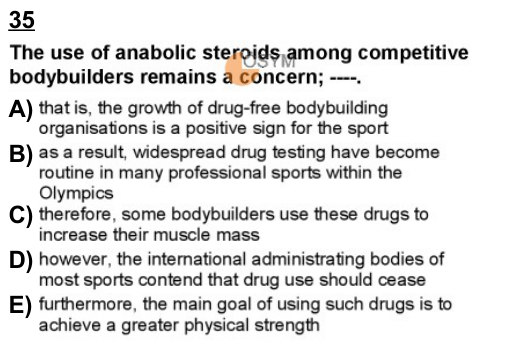 35
The use of anabolic steroids among competitive
bodybuilders remains a concern; ----.
A) that is, the growth of drug-free bodybuilding
organisations is a positive sign for the sport
B) as a result, widespread drug testing have become
routine in many professional sports within the
Olympics
C) therefore, some bodybuilders use these drugs to
increase their muscle mass
D) however, the international administrating bodies of
most sports contend that drug use should cease
E) furthermore, the main goal of using such drugs is to
achieve a greater physical strength